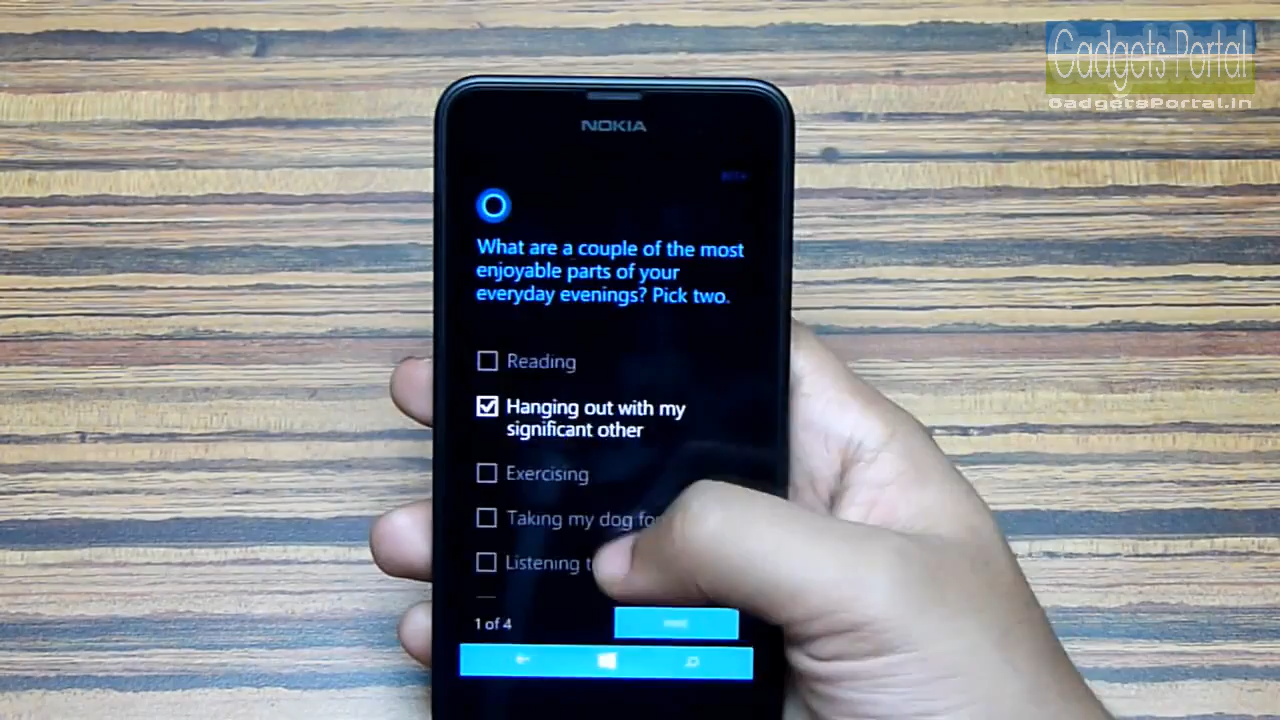 Gadgets Portal
GadgetsPortal.in
NOKIA
What are a couple of the most
enjoyable parts of your
everyday evenings? Pick two.
Reading
Hanging out with my
significant other
Exercising
Taking my dog
Listening
1 of 4